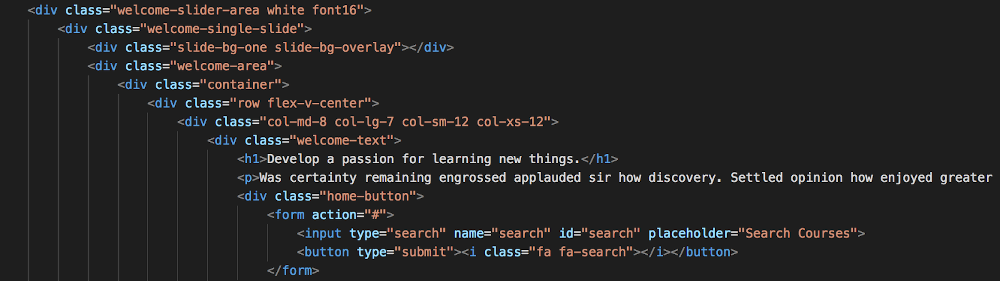 <div class="welcome-slider-area white font16">
<div class="welcome-single-slide">
<div class="slide-bg-one slide-bg-overlay"></div>
<div class="welcome-area">
<div class="container">
<div class="row flex-v-center">
<div class="col-md-8 col-lg-7 col-sm-12 col-xs-12">
<div class="welcome-text">
<h1>Develop a passion for learning new things.</h1>
<p>Was certainty remaining engrossed applauded sir how discovery. Settled opinion how enjoyed greater
<div class="home-button">
<form action="#">
<input type="search" name="search" id="search" placeholder="Search Courses">
<button type="submit"><i class="fa fa-search"></i></button>
</form>